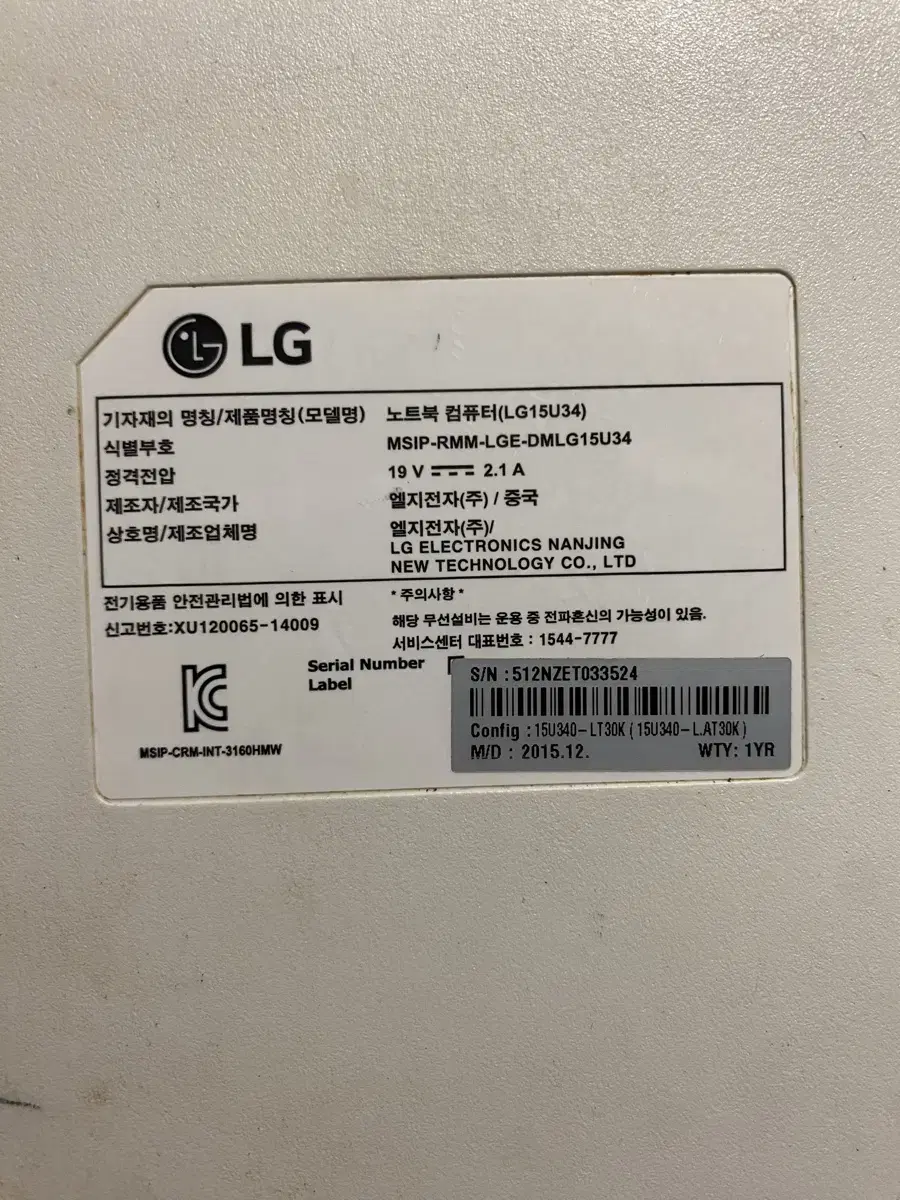 LG
기자재의 명칭/제품명칭(모델명) 노트북 컴퓨터(LG15U34)
식별부호 MSIP-RMM-LGE-DMLG15U34
정격전압 19 V 2.1 A
제조자/제조국가 엘지전자(주) / 중국
상호명/제조업체명 엘지전자(주)/
LG ELECTRONICS NANJING
NEW TECHNOLOGY CO., LTD
전기용품 안전관리법에 의한 표시
신고번호:XU120065-14009
* 주의사항 *
해당 무선설비는 운용 중 전파혼신의 가능성이 있음.
서비스센터 대표번호 : 1544-7777
MSIP-CRM-INT-3160HMW
Serial Number
Label
S/N : 512NZET033524
Config : 15U340-LT30K ( 15U340-L.AT30K )
M/D : 2015.12. WTY: 1YR